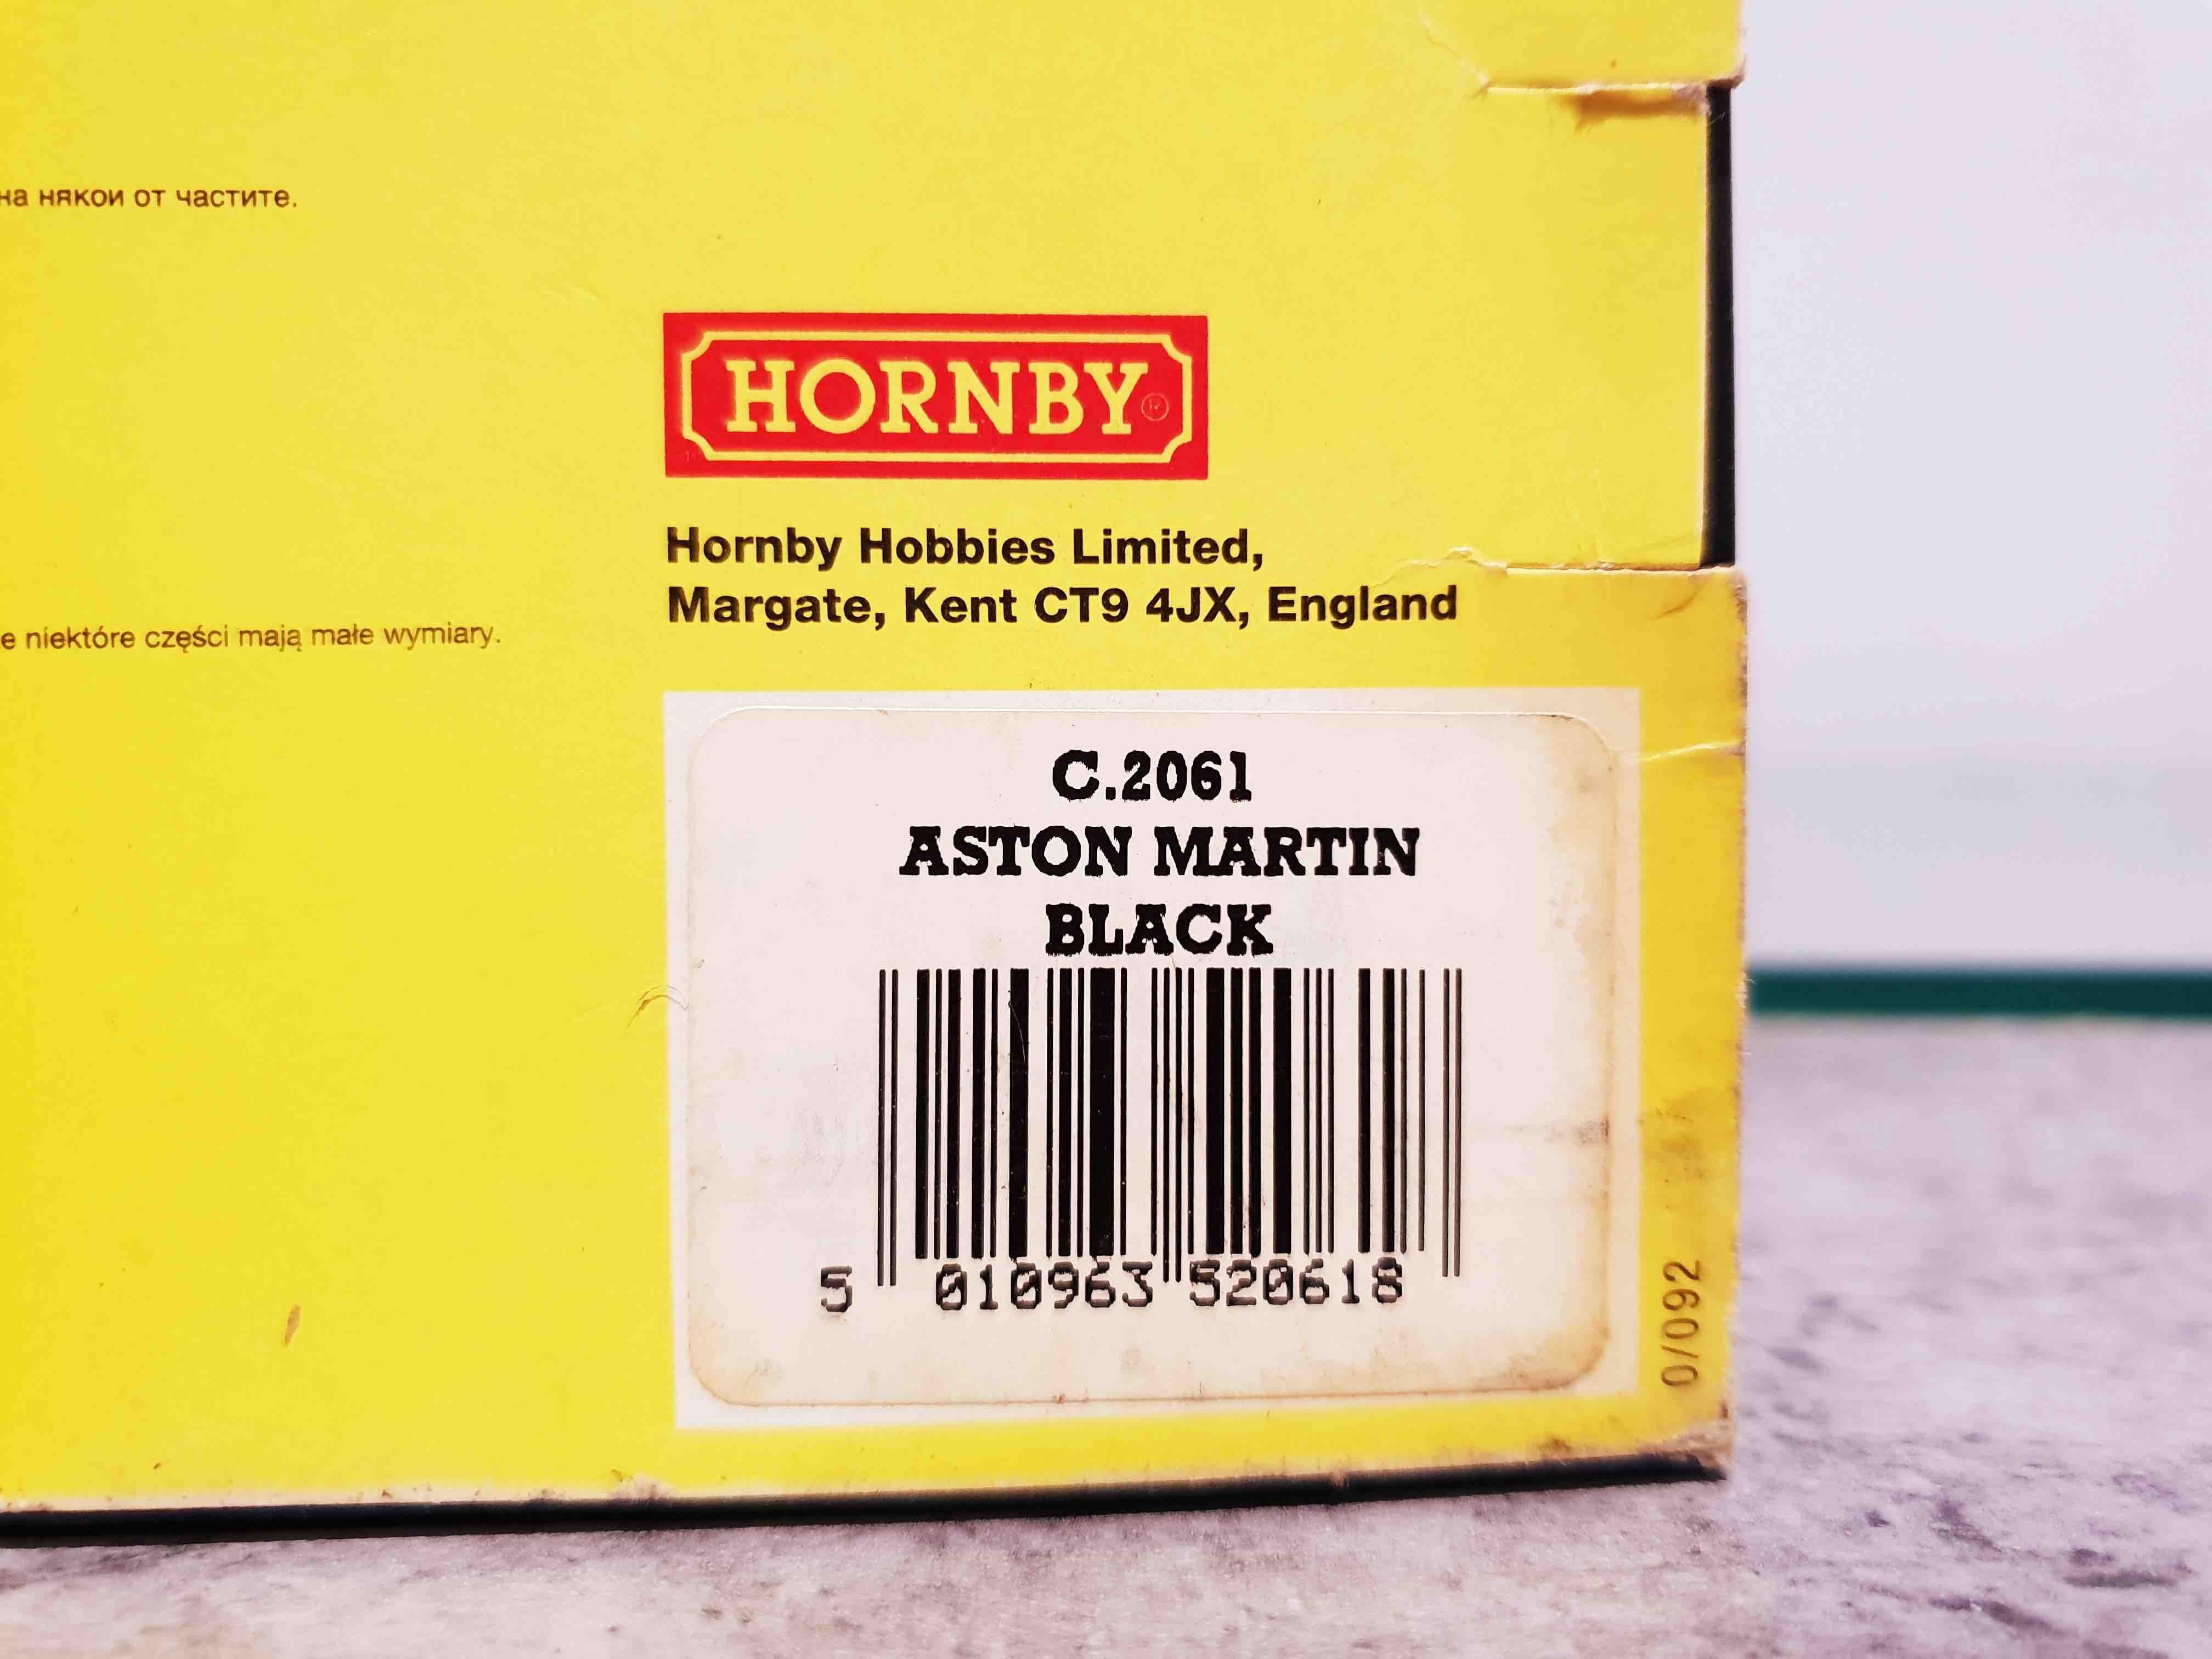 на някои от частите.
HORNBY®
Hornby Hobbies Limited,
Margate, Kent CT9 4JX, England
e niektóre części mają małe wymiary.
C.2061
ASTON MARTIN
BLACK
5 010963 520618
0/092